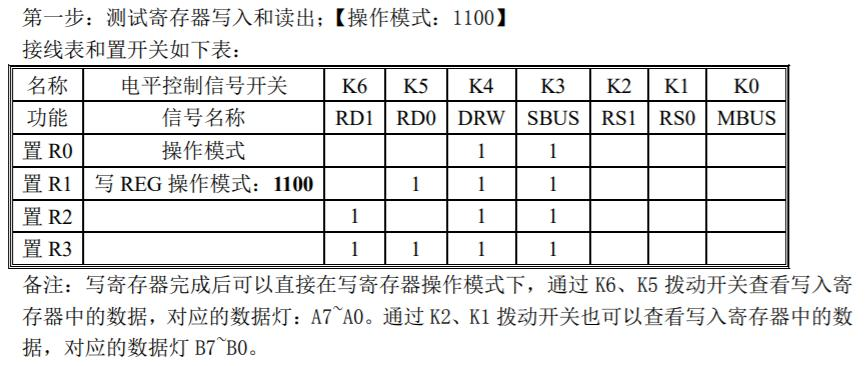 第一步：测试寄存器写入和读出；【操作模式：1100】
接线表和置开关如下表：
名称 电平控制信号开关 K6 K5 K4 K3 K2 K1 K0
功能 信号名称 RD1 RD0 DRW SBUS RS1 RS0 MBUS
置 R0 操作模式 1 1
置 R1 写 REG 操作模式：1100 1 1 1
置 R2 1 1 1
置 R3 1 1 1 1
备注：写寄存器完成后可以直接在写寄存器操作模式下，通过 K6、K5 拨动开关查看写入寄
存器中的数据，对应的数据灯：A7~A0。通过 K2、K1 拨动开关也可以查看写入寄存器中的数
据，对应的数据灯 B7~B0。